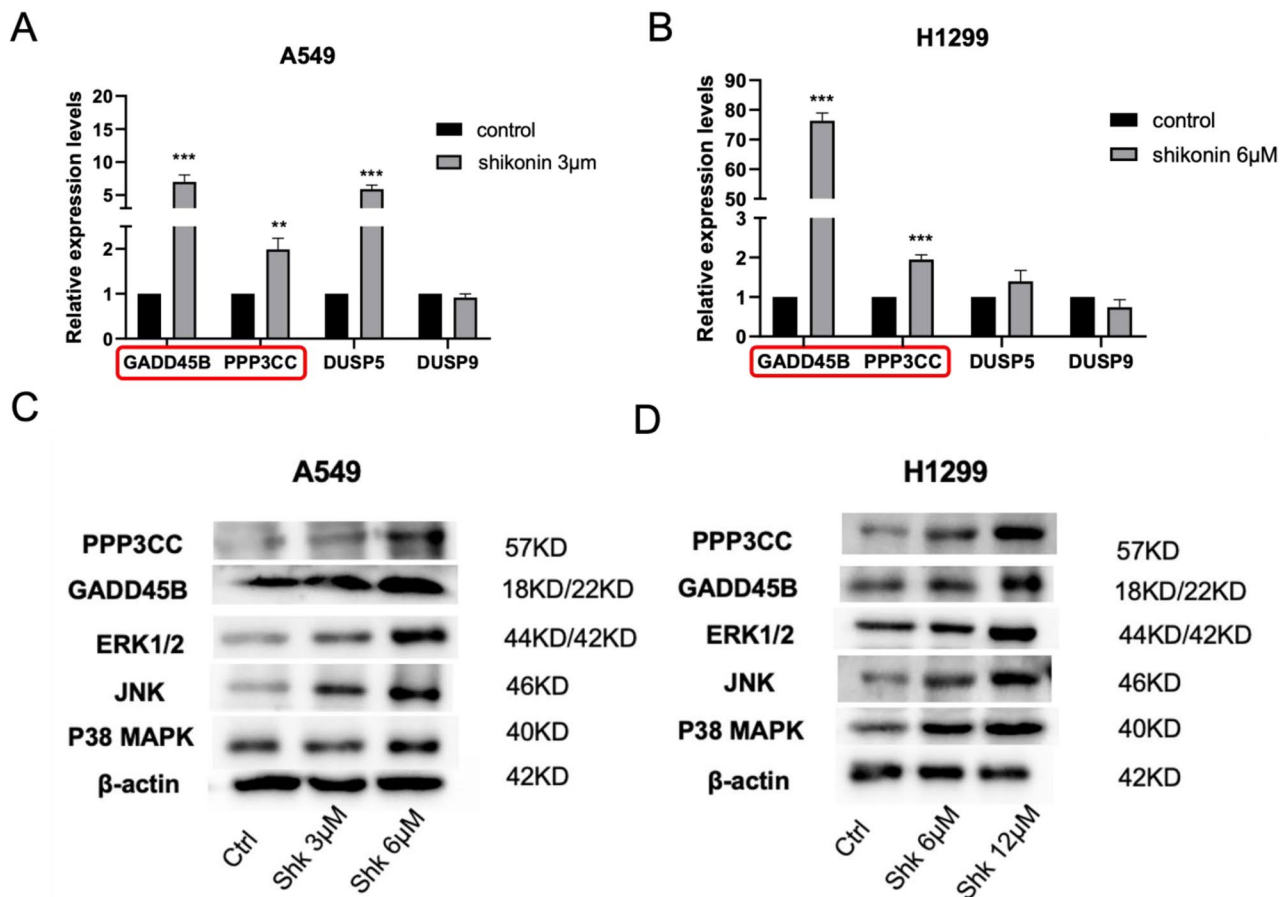 A
A549
Relative expression levels
20
15
10
5
2
1
0
***
**
***
control
shikonin 3μm
GADD45B PPP3CC DUSP5 DUSP9
B
H1299
Relative expression levels
90
80
70
60
50
3
2
1
0
***
***
control
shikonin 6μM
GADD45B PPP3CC DUSP5 DUSP9
C
A549
PPP3CC 57KD
GADD45B 18KD/22KD
ERK1/2 44KD/42KD
JNK 46KD
P38 MAPK 40KD
β-actin 42KD
Ctrl Shk 3μM Shk 6μM
D
H1299
PPP3CC 57KD
GADD45B 18KD/22KD
ERK1/2 44KD/42KD
JNK 46KD
P38 MAPK 40KD
β-actin 42KD
Ctrl Shk 6μM Shk 12μM